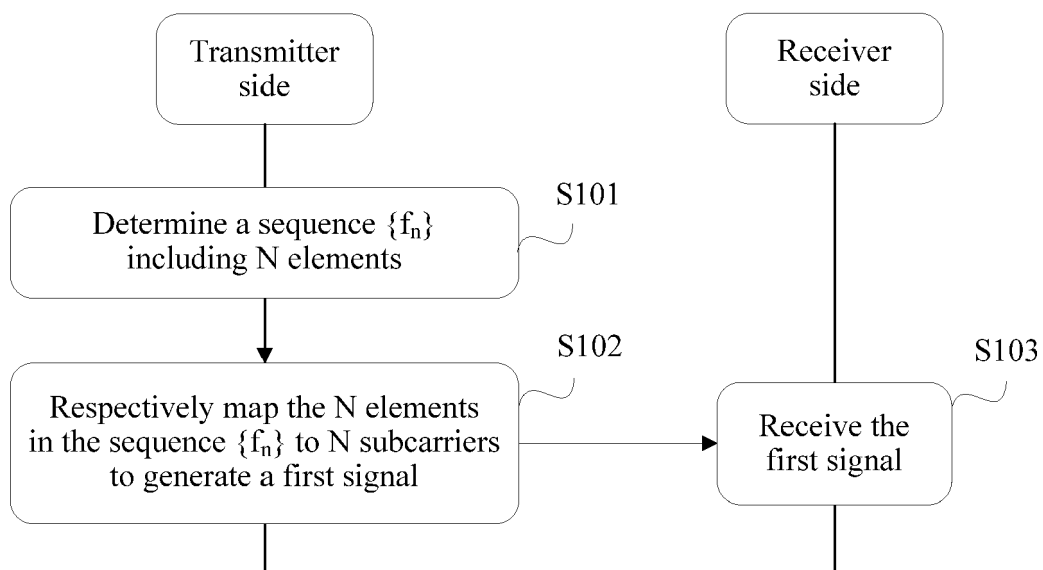 Transmitter
side
Receiver
side
S101
Determine a sequence {fₙ}
including N elements
S102
Respectively map the N elements
in the sequence {fₙ} to N subcarriers
to generate a first signal
S103
Receive the
first signal